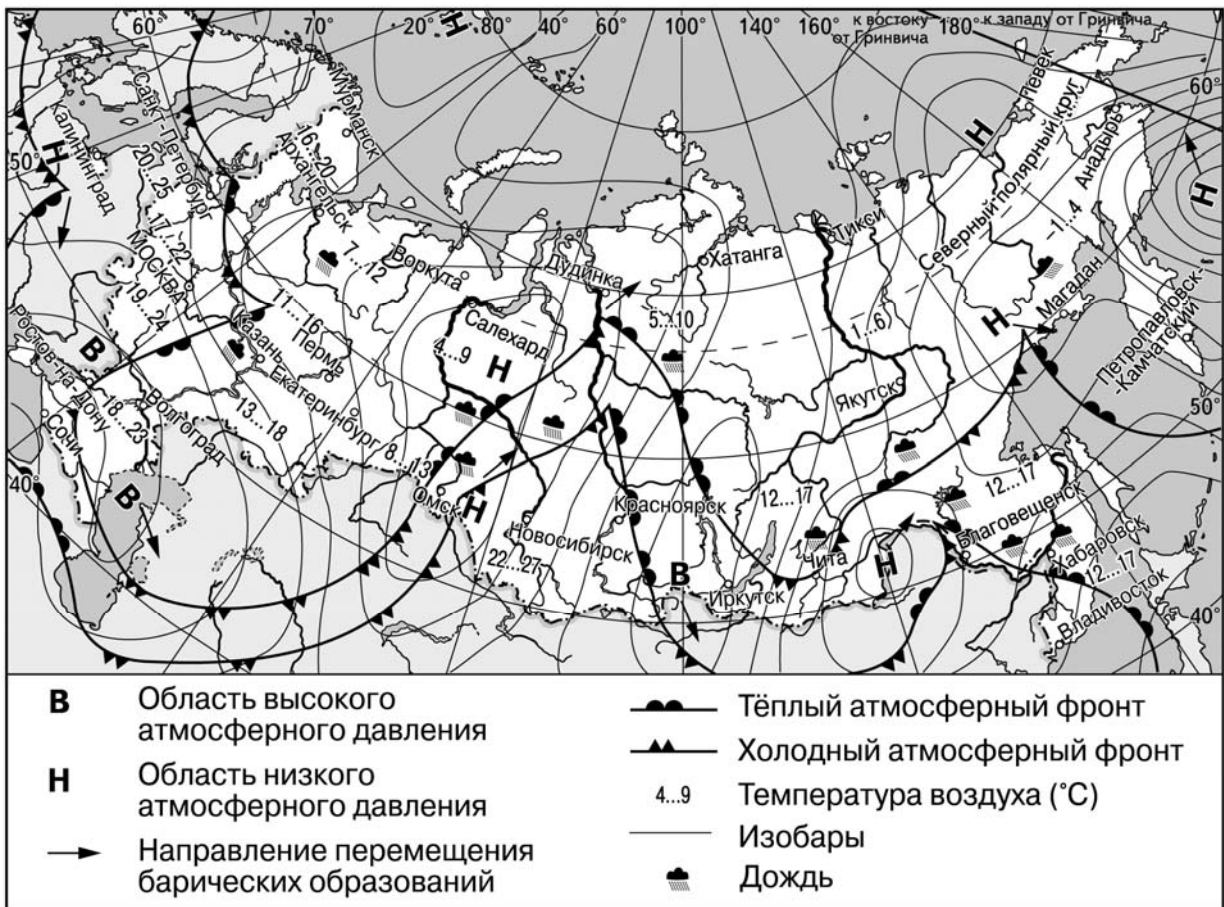 60° 70° 20° 80° 40° 60° 100° 140° 160° 180°
к востоку от Гринвича
к западу от Гринвича
60°
50°
40°
50°
40°
Н
Н
Н
Н
Н
Н
Н
Н
В
В
В
Калининград
Санкт-Петербург
Мурманск
Архангельск
МОСКВА
Воркута
Салехард
Дудинка
Хатанга
Тикси
Певек
Анадырь
Северный полярный круг
Магадан
Петропавловск-
-Камчатский
Якутск
Казань
Пермь
Екатеринбург
Волгоград
Ростов-на-Дону
Сочи
Омск
Новосибирск
Красноярск
Иркутск
Чита
Благовещенск
Хабаровск
Владивосток
16...20
20...25
17...22
19...24
18...23
13...18
11...16
7...12
4...9
8...13
22...27
5...10
1...6
-1...4
12...17
12...17
12...17
В Область высокого
атмосферного давления
Н Область низкого
атмосферного давления
Направление перемещения
барических образований
Тёплый атмосферный фронт
Холодный атмосферный фронт
4...9 Температура воздуха (°С)
Изобары
Дождь